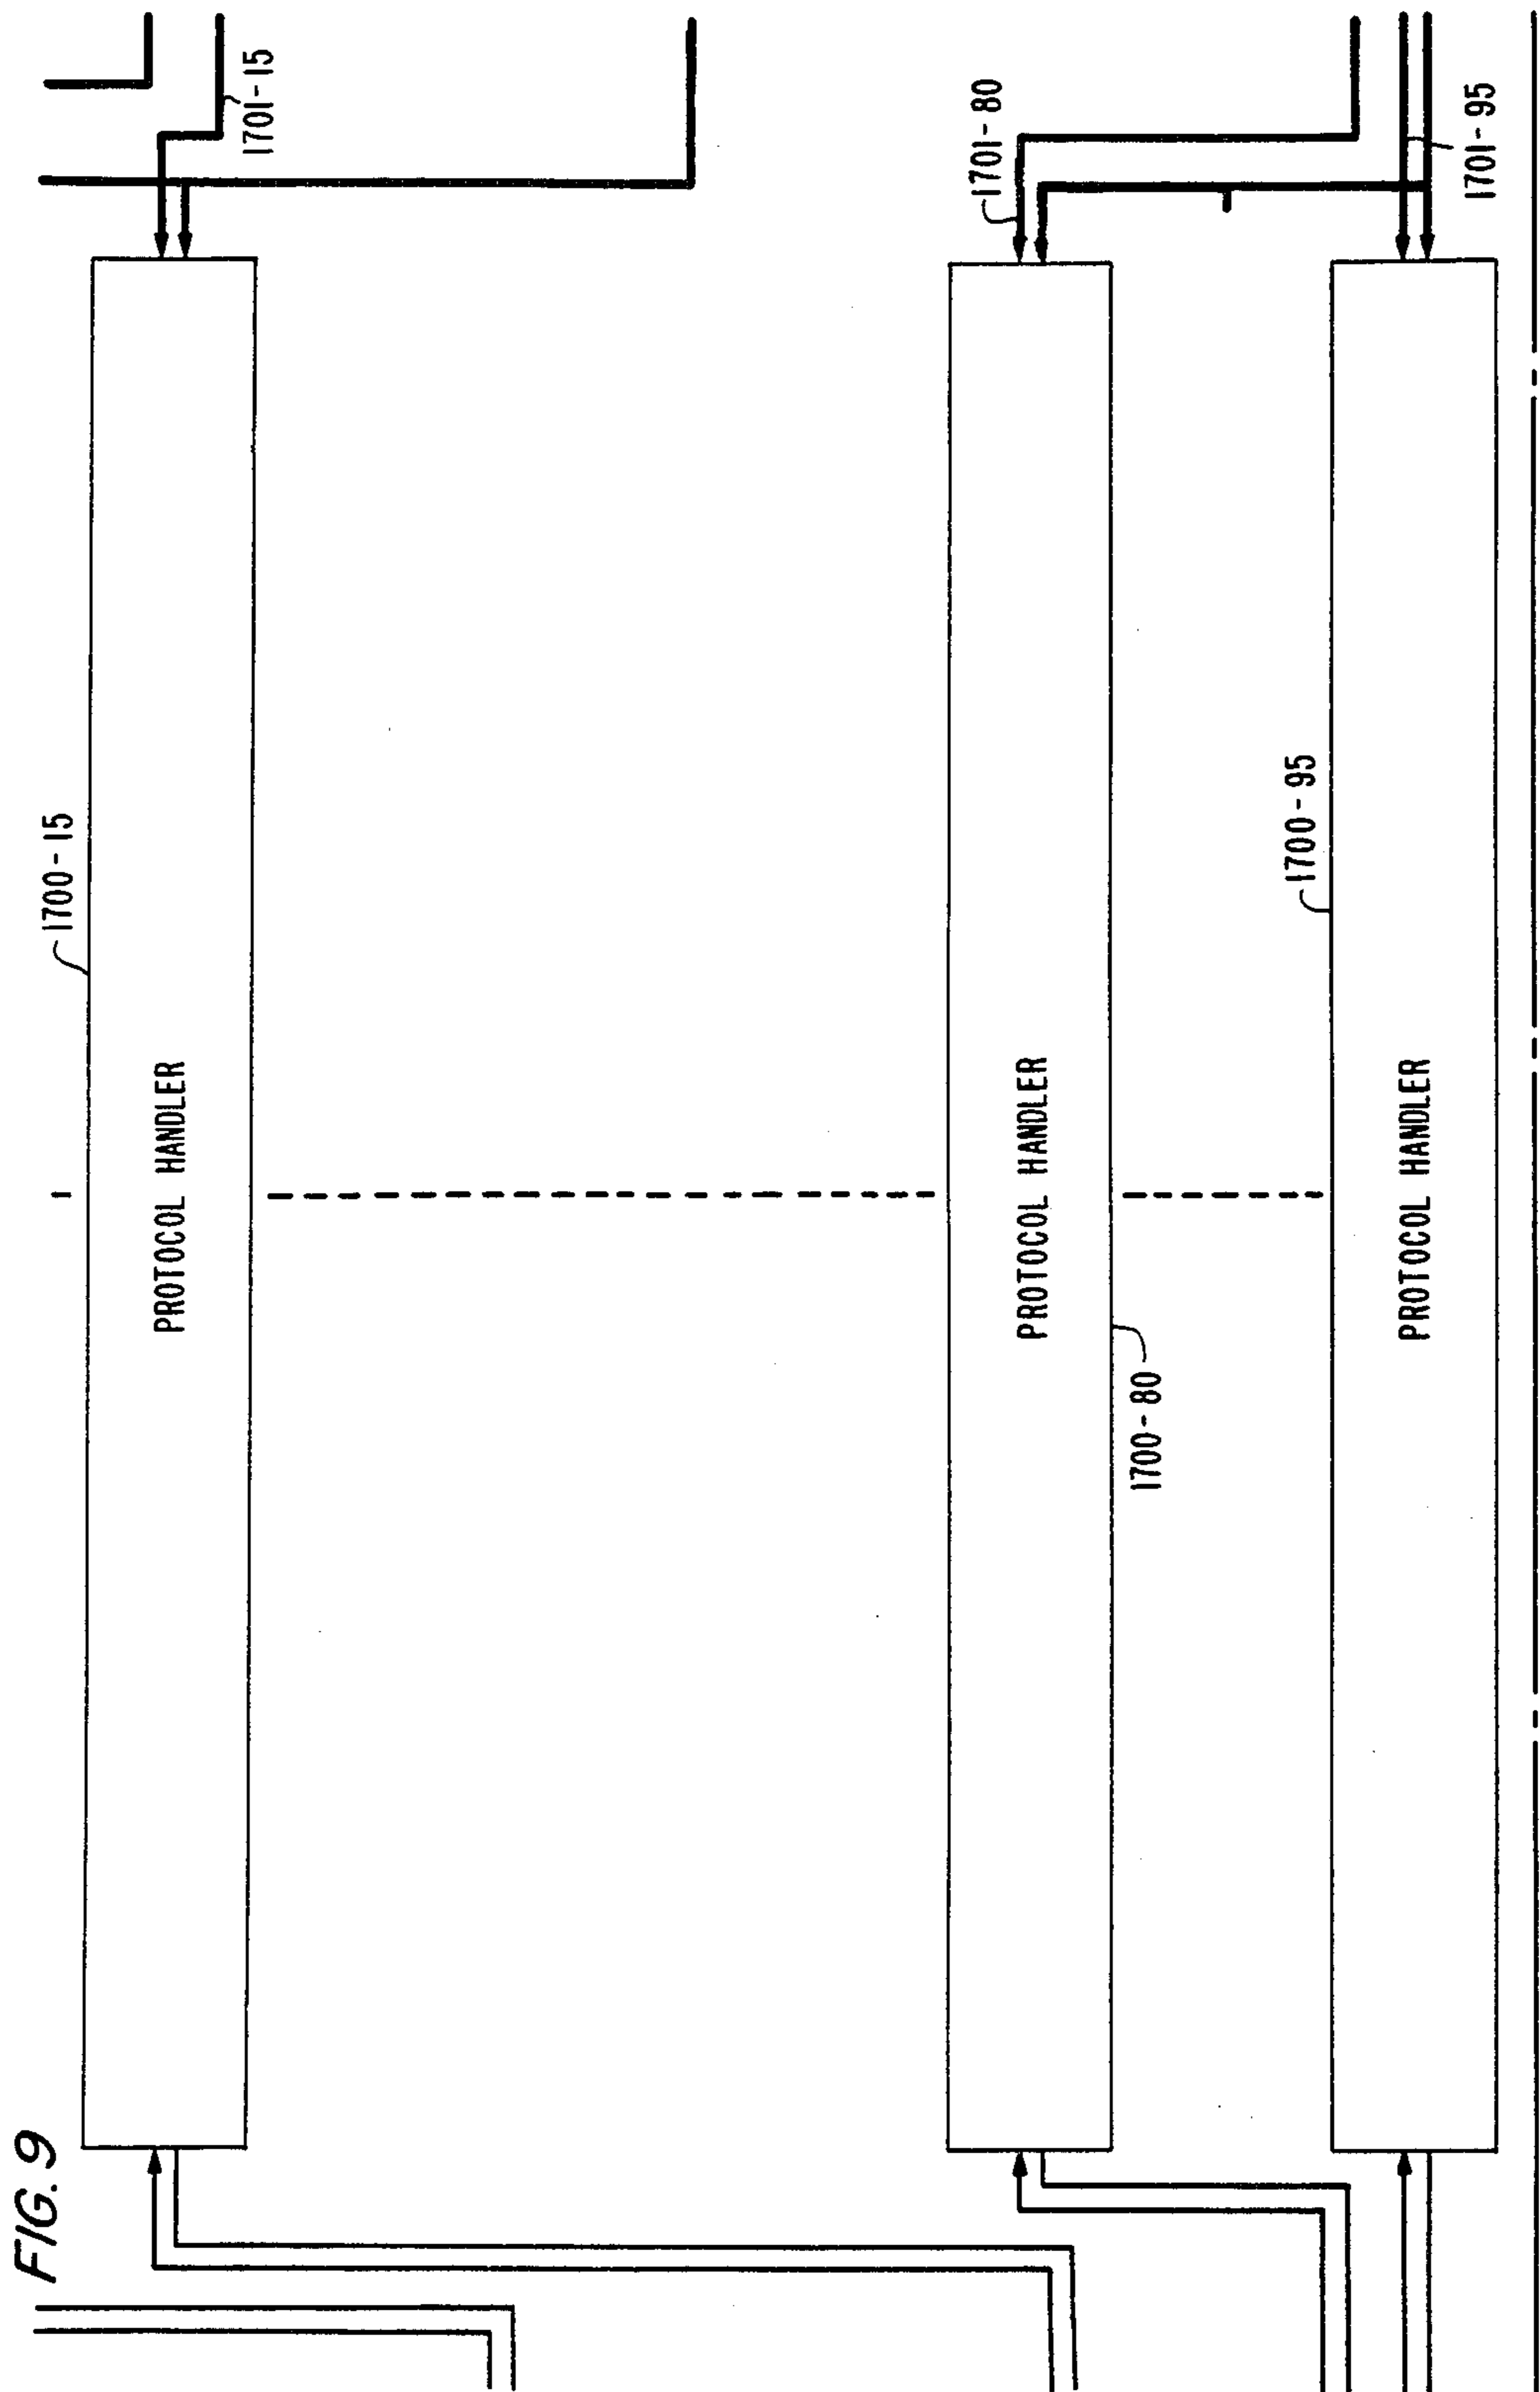 FIG. 9
1700-15
PROTOCOL HANDLER
1701-15
1701-80
PROTOCOL HANDLER
1700-80
1700-95
PROTOCOL HANDLER
1701-95